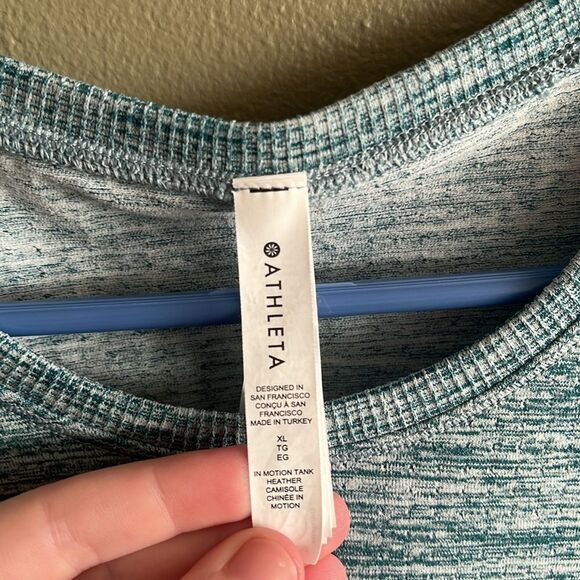 ATHLETA
DESIGNED IN
SAN FRANCISCO
CONÇU À SAN
FRANCISCO
MADE IN TURKEY
XL
TG
EG
IN MOTION TANK
HEATHER
CAMISOLE
CHINÉE IN
MOTION